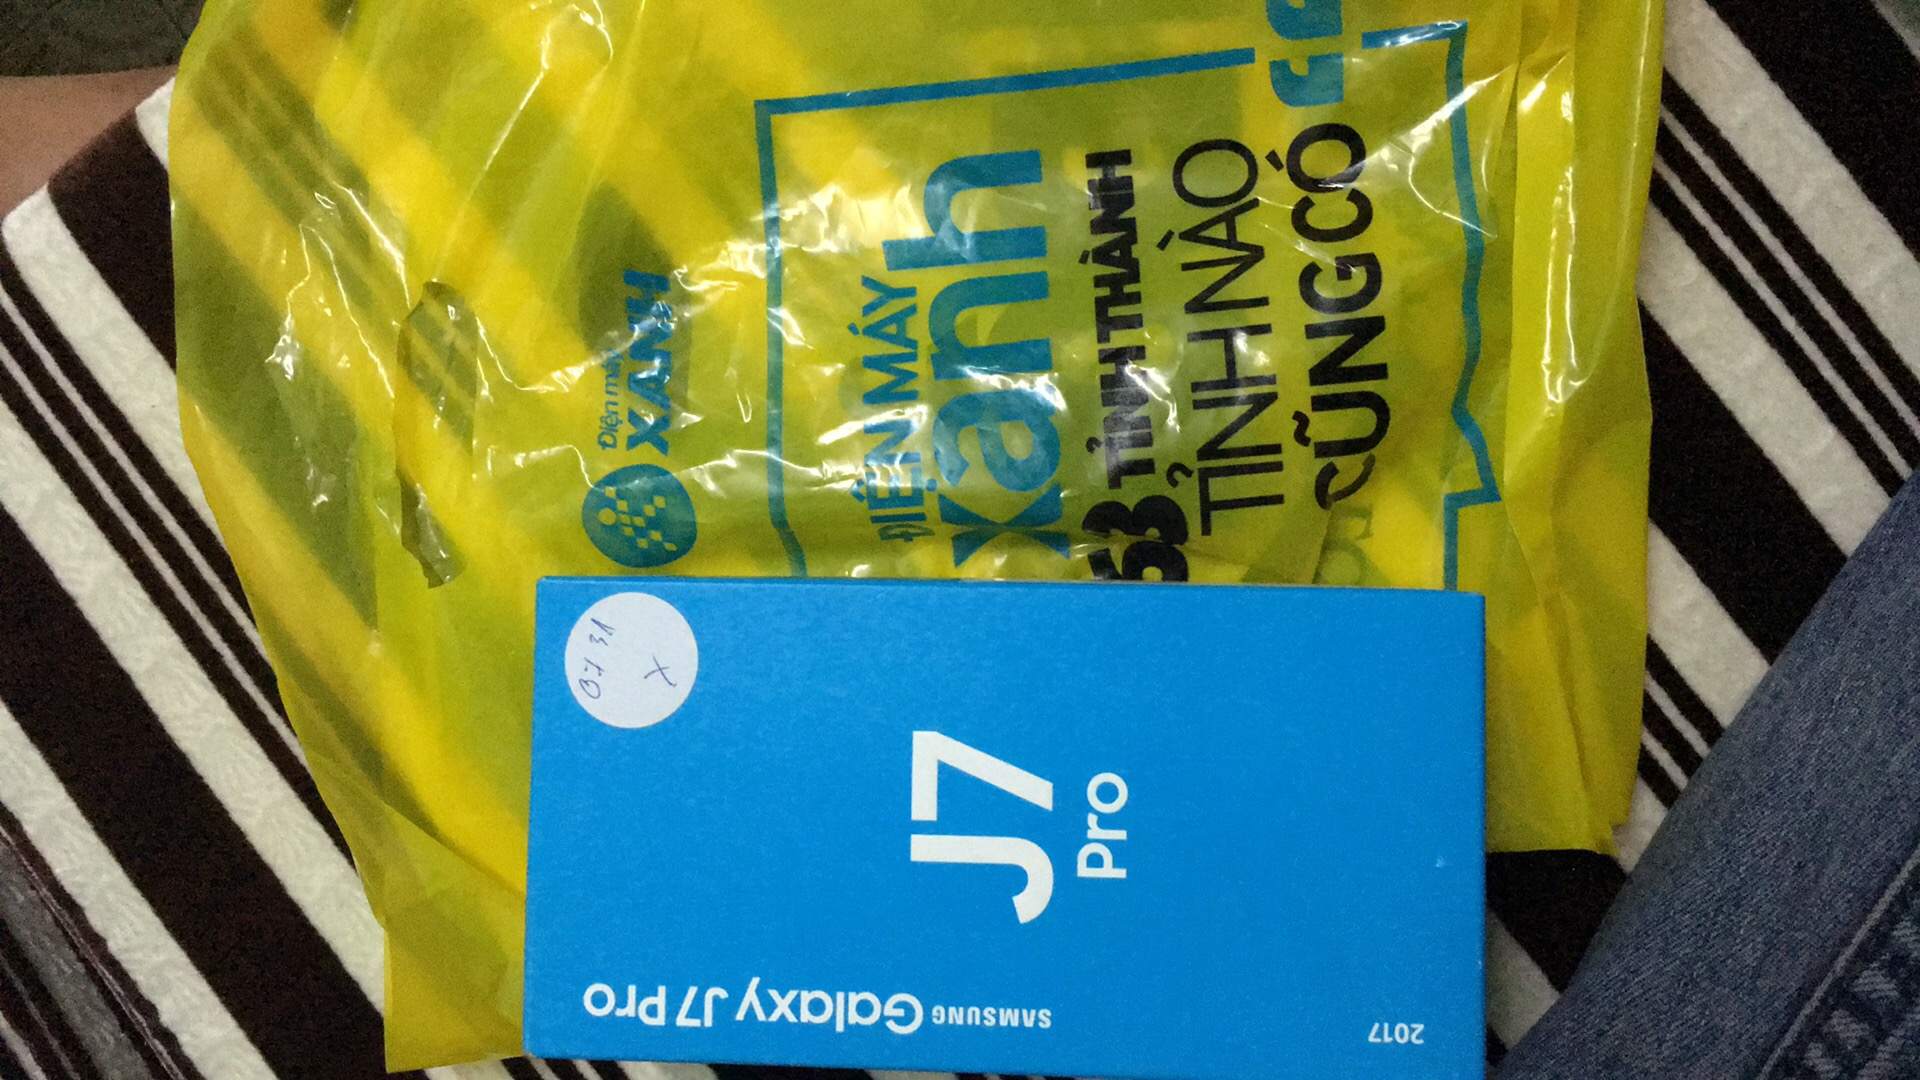 Điện máy
XANH
ĐIỆN MÁY
xanh
63 TỈNH THÀNH
TỈNH NÀO
CŨNG CÓ
J7
Pro
SAMSUNG Galaxy J7 Pro
2017